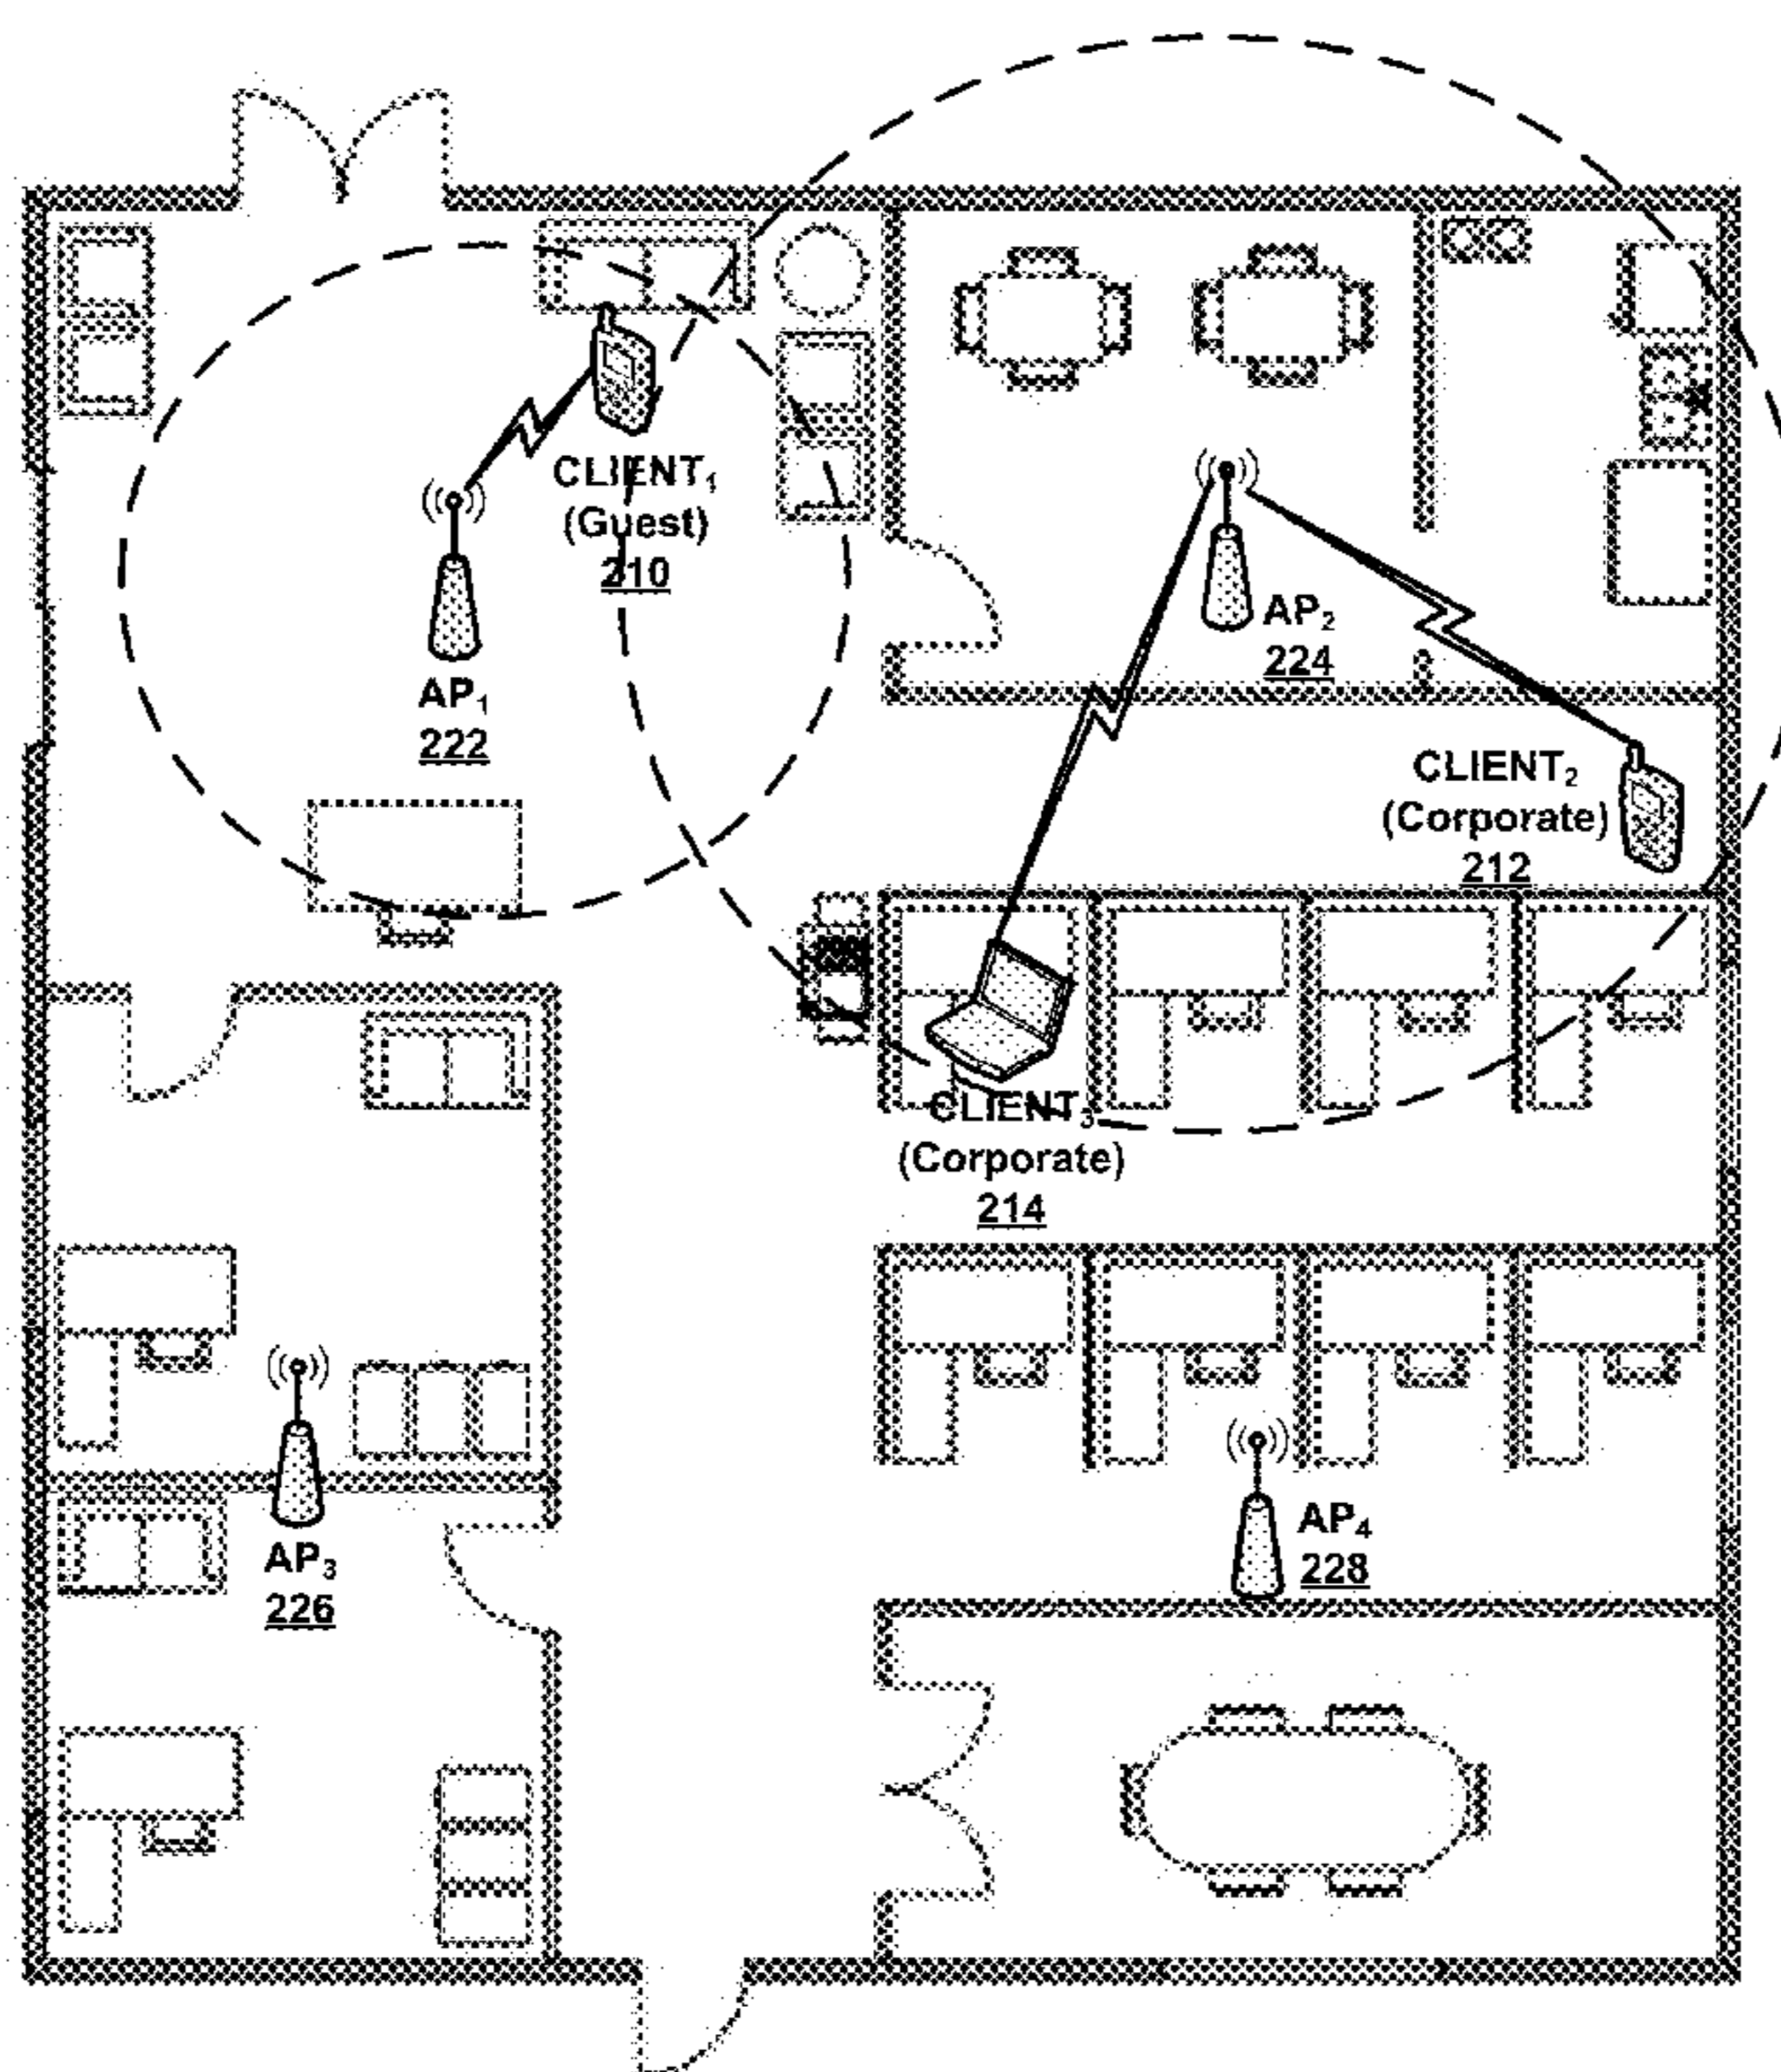 CLIENT₁
(Guest)
210
AP₁
222
AP₂
224
CLIENT₂
(Corporate)
212
CLIENT₃
(Corporate)
214
AP₃
226
AP₄
228